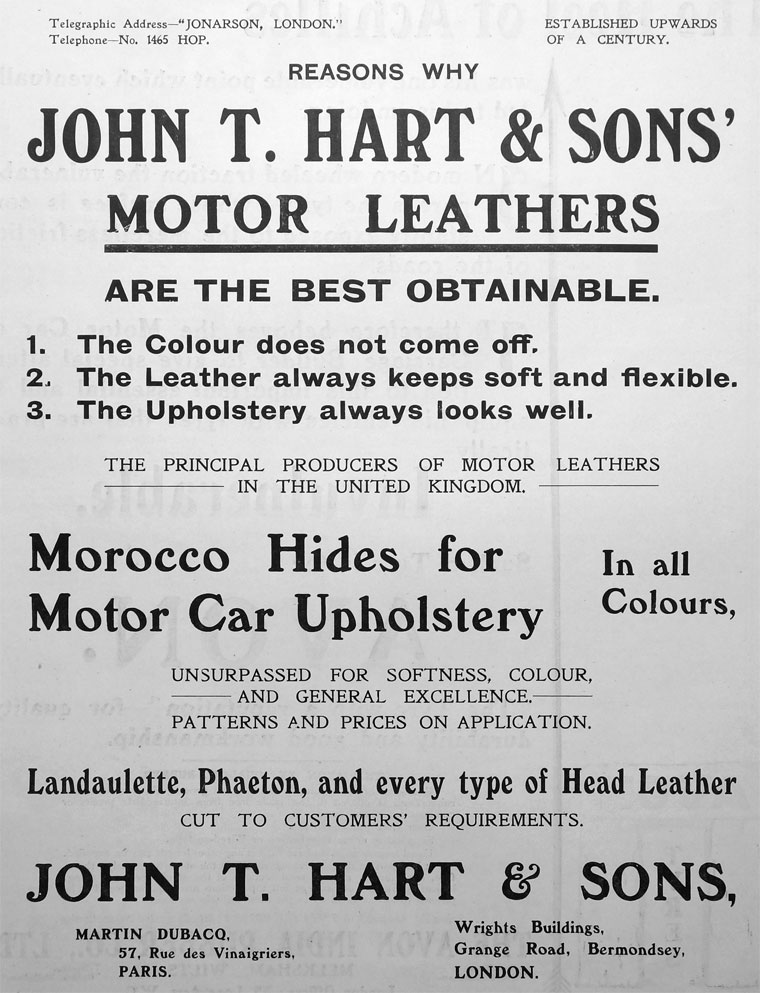 Telegraphic Address—"JONARSON, LONDON."
Telephone—No. 1465 HOP.
ESTABLISHED UPWARDS
OF A CENTURY.
REASONS WHY
JOHN T. HART & SONS'
MOTOR LEATHERS
ARE THE BEST OBTAINABLE.
1. The Colour does not come off.
2. The Leather always keeps soft and flexible.
3. The Upholstery always looks well.
THE PRINCIPAL PRODUCERS OF MOTOR LEATHERS
IN THE UNITED KINGDOM.
Morocco Hides for
Motor Car Upholstery
In all
Colours,
UNSURPASSED FOR SOFTNESS, COLOUR,
AND GENERAL EXCELLENCE.
PATTERNS AND PRICES ON APPLICATION.
Landaulette, Phaeton, and every type of Head Leather
CUT TO CUSTOMERS' REQUIREMENTS.
JOHN T. HART & SONS,
MARTIN DUBACQ,
57, Rue des Vinaigriers,
PARIS.
Wrights Buildings,
Grange Road, Bermondsey,
LONDON.